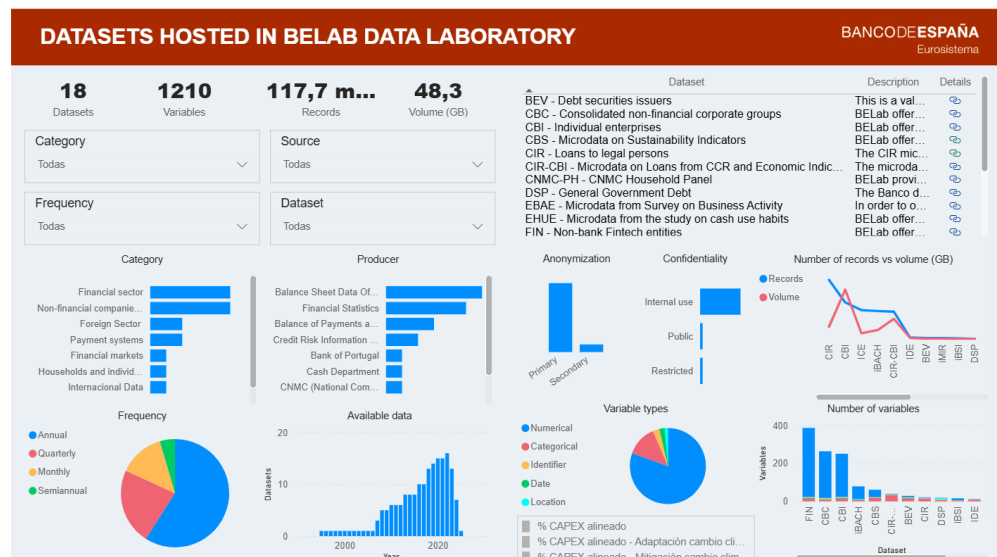 DATASETS HOSTED IN BELAB DATA LABORATORY
BANCODEESPAÑA
Eurosistema
18
Datasets
1210
Variables
117,7 m...
Records
48,3
Volume (GB)
Category
Todas
Source
Todas
Frequency
Todas
Dataset
Todas
Dataset Description Details
BEV - Debt securities issuers This is a val...
CBC - Consolidated non-financial corporate groups BELab offer...
CBI - Individual enterprises BELab offer...
CBS - Microdata on Sustainability Indicators BELab offer...
CIR - Loans to legal persons The CIR mic...
CIR-CBI - Microdata on Loans from CCR and Economic Indic... The microda...
CNMC-PH - CNMC Household Panel BELab provi...
DSP - General Government Debt The Banco d...
EBAE - Microdata from Survey on Business Activity In order to o...
EHUE - Microdata from the study on cash use habits BELab offer...
FIN - Non-bank Fintech entities BELab offer...
Category
Financial sector
Non-financial companie...
Foreign Sector
Payment systems
Financial markets
Households and individ...
Internacional Data
Producer
Balance Sheet Data Of...
Financial Statistics
Balance of Payments a...
Credit Risk Information ...
Bank of Portugal
Cash Department
CNMC (National Com...
Anonymization
Primary
Secondary
Confidentiality
Internal use
Public
Restricted
Number of records vs volume (GB)
Records
Volume
CIR
CBI
ICE
iBACH
CIR-CBI
IDE
BEV
iMIR
iBSI
DSP
Frequency
Annual
Quarterly
Monthly
Semiannual
Available data
Datasets
20
10
0
2000
2020
Year
Variable types
Numerical
Categorical
Identifier
Date
Location
% CAPEX alineado
% CAPEX alineado - Adaptación cambio cli...
% CAPEX alineado - Mitigación cambio clim...
Number of variables
Variables
400
200
0
FIN
CBC
CBI
iBACH
CBS
CIR-...
BEV
CIR
DSP
iBSI
IDE
Dataset